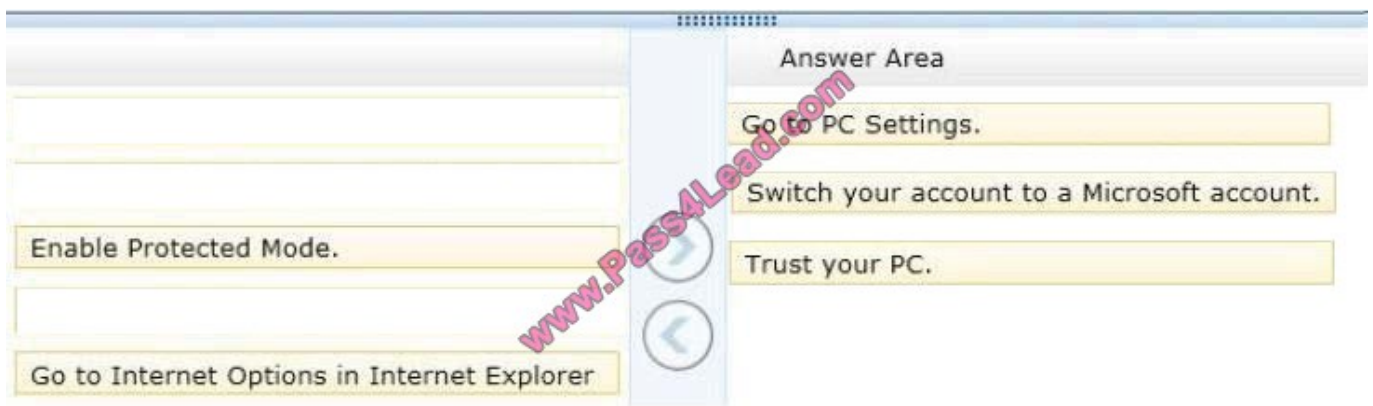 Answer Area
Go to PC Settings.
Switch your account to a Microsoft account.
Enable Protected Mode.
Trust your PC.
Go to Internet Options in Internet Explorer
www.Pass4Lead.com